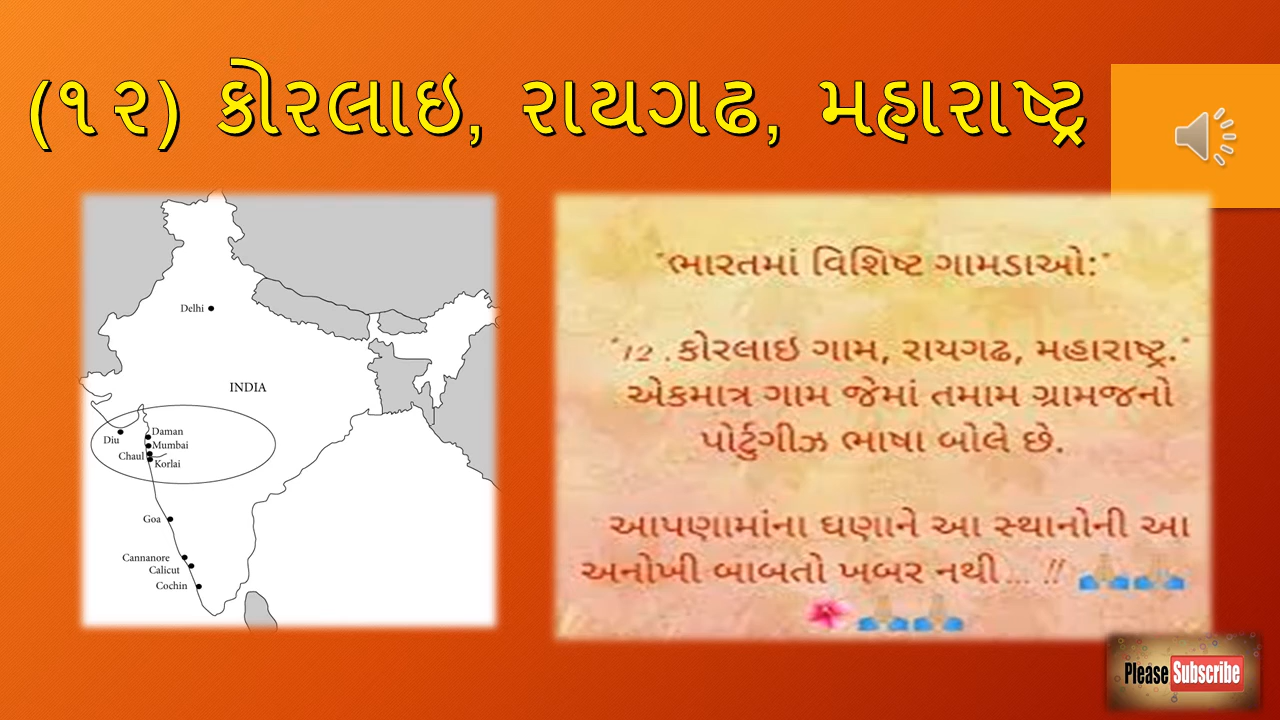 (૧૨) કોરલાઇ, રાયગઢ, મહારાષ્ટ્ર
Delhi
INDIA
Diu
Daman
Mumbai
Chaul
Korlai
Goa
Cannanore
Calicut
Cochin
*ભારતમાં વિશિષ્ટ ગામડાઓ:*
*12 . કોરલાઇ ગામ, રાયગઢ, મહારાષ્ટ્ર.*
એકમાત્ર ગામ જેમાં તમામ ગ્રામજનો
પોર્ટુગીઝ ભાષા બોલે છે.
આપણામાંના ઘણાને આ સ્થાનોની આ
અનોખી બાબતો ખબર નથી... !! 🙏🏼🙏🏼
🌺🙏🏼🙏🏼
Please Subscribe